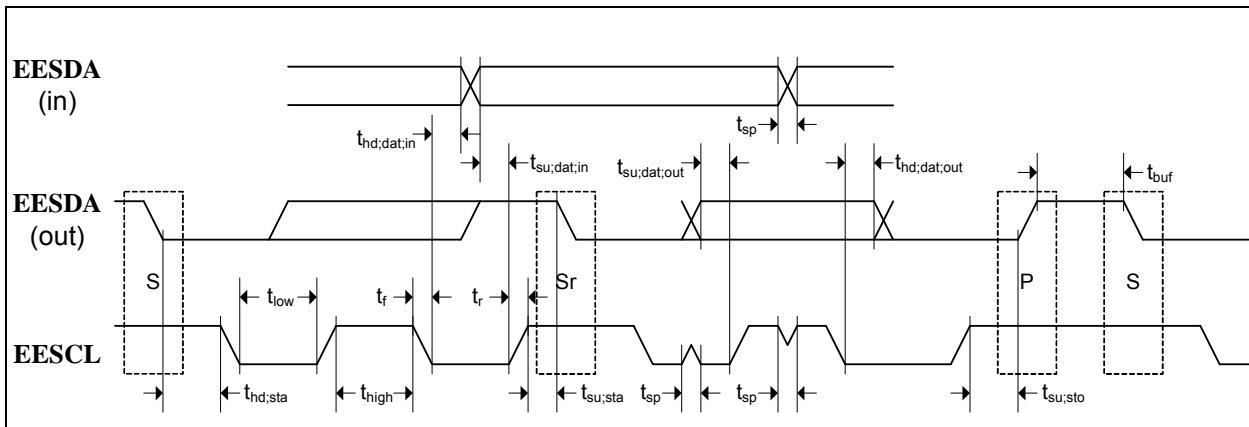 EESDA
(in)
t_hd;dat;in
t_sp
t_su;dat;in
t_su;dat;out
t_hd;dat;out
t_buf
EESDA
(out)
S
t_low
t_f
t_r
Sr
P
S
EESCL
t_hd;sta
t_high
t_su;sta
t_sp
t_sp
t_su;sto